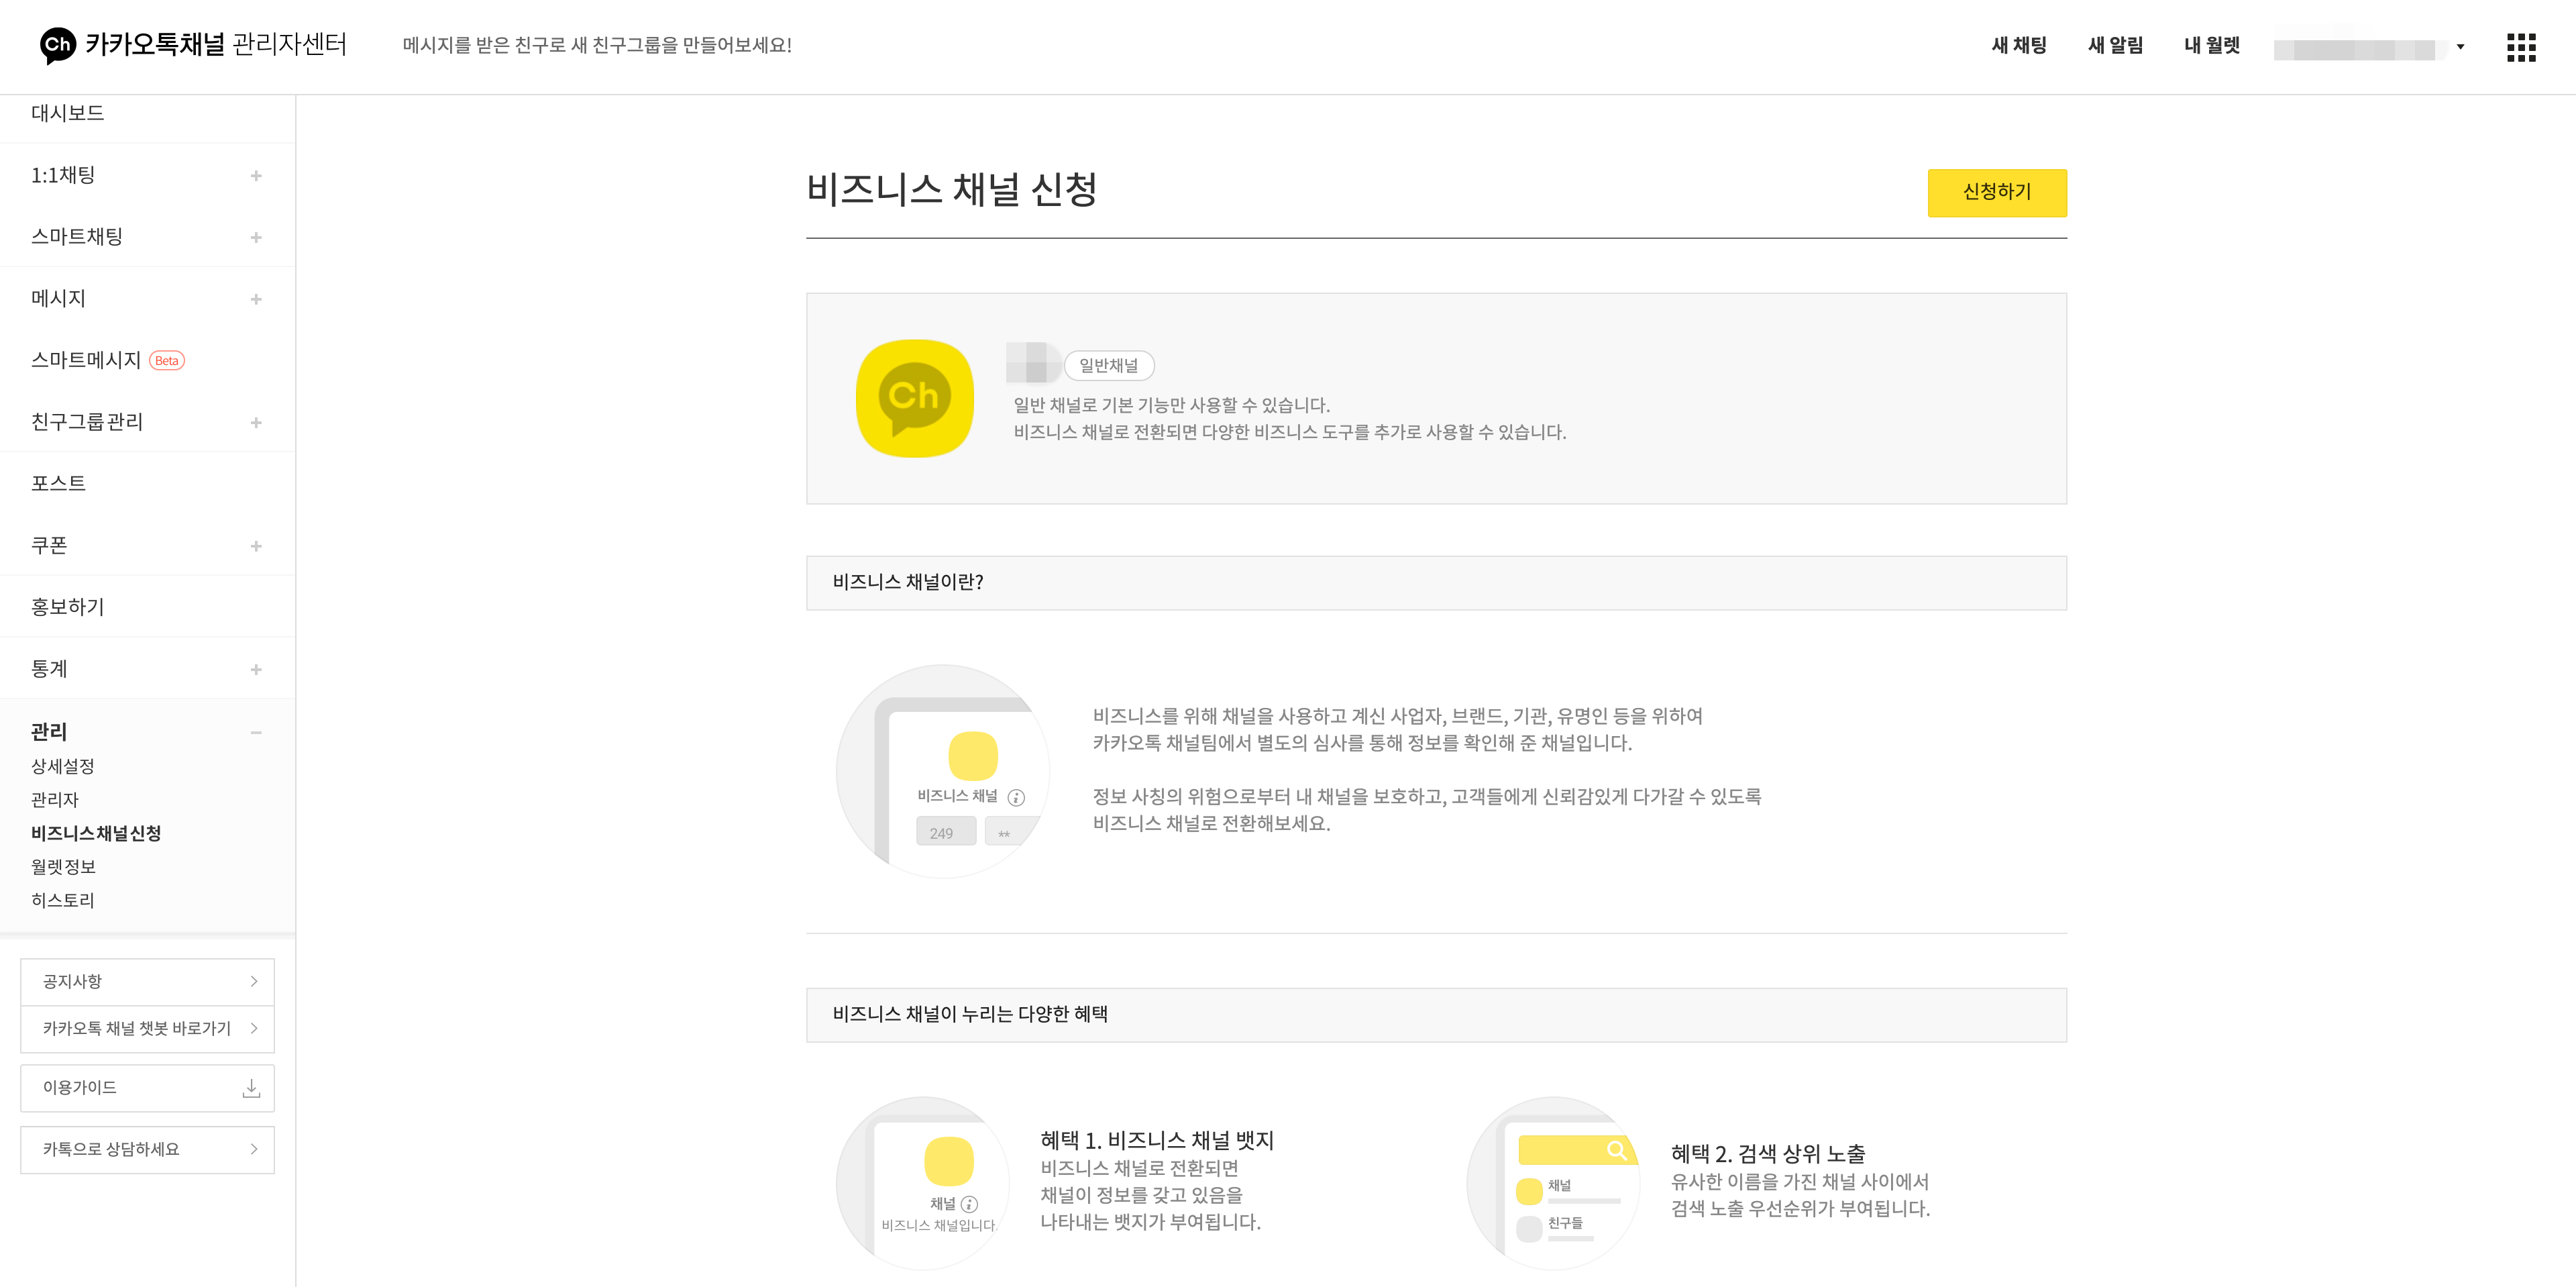 Ch 카카오톡채널 관리자센터
메시지를 받은 친구로 새 친구그룹을 만들어보세요!
새 채팅
새 알림
내 월렛
대시보드
1:1채팅
스마트채팅
메시지
스마트메시지 Beta
친구그룹관리
포스트
쿠폰
홍보하기
통계
관리
상세설정
관리자
비즈니스 채널 신청
월렛정보
히스토리
공지사항
카카오톡 채널 챗봇 바로가기
이용가이드
카톡으로 상담하세요
비즈니스 채널 신청
신청하기
Ch
일반채널
일반 채널로 기본 기능만 사용할 수 있습니다.
비즈니스 채널로 전환되면 다양한 비즈니스 도구를 추가로 사용할 수 있습니다.
비즈니스 채널이란?
비즈니스 채널
249
**
비즈니스를 위해 채널을 사용하고 계신 사업자, 브랜드, 기관, 유명인 등을 위하여
카카오톡 채널팀에서 별도의 심사를 통해 정보를 확인해 준 채널입니다.
정보 사칭의 위험으로부터 내 채널을 보호하고, 고객들에게 신뢰감있게 다가갈 수 있도록
비즈니스 채널로 전환해보세요.
비즈니스 채널이 누리는 다양한 혜택
채널
비즈니스 채널입니다.
혜택 1. 비즈니스 채널 뱃지
비즈니스 채널로 전환되면
채널이 정보를 갖고 있음을
나타내는 뱃지가 부여됩니다.
채널
친구들
혜택 2. 검색 상위 노출
유사한 이름을 가진 채널 사이에서
검색 노출 우선순위가 부여됩니다.